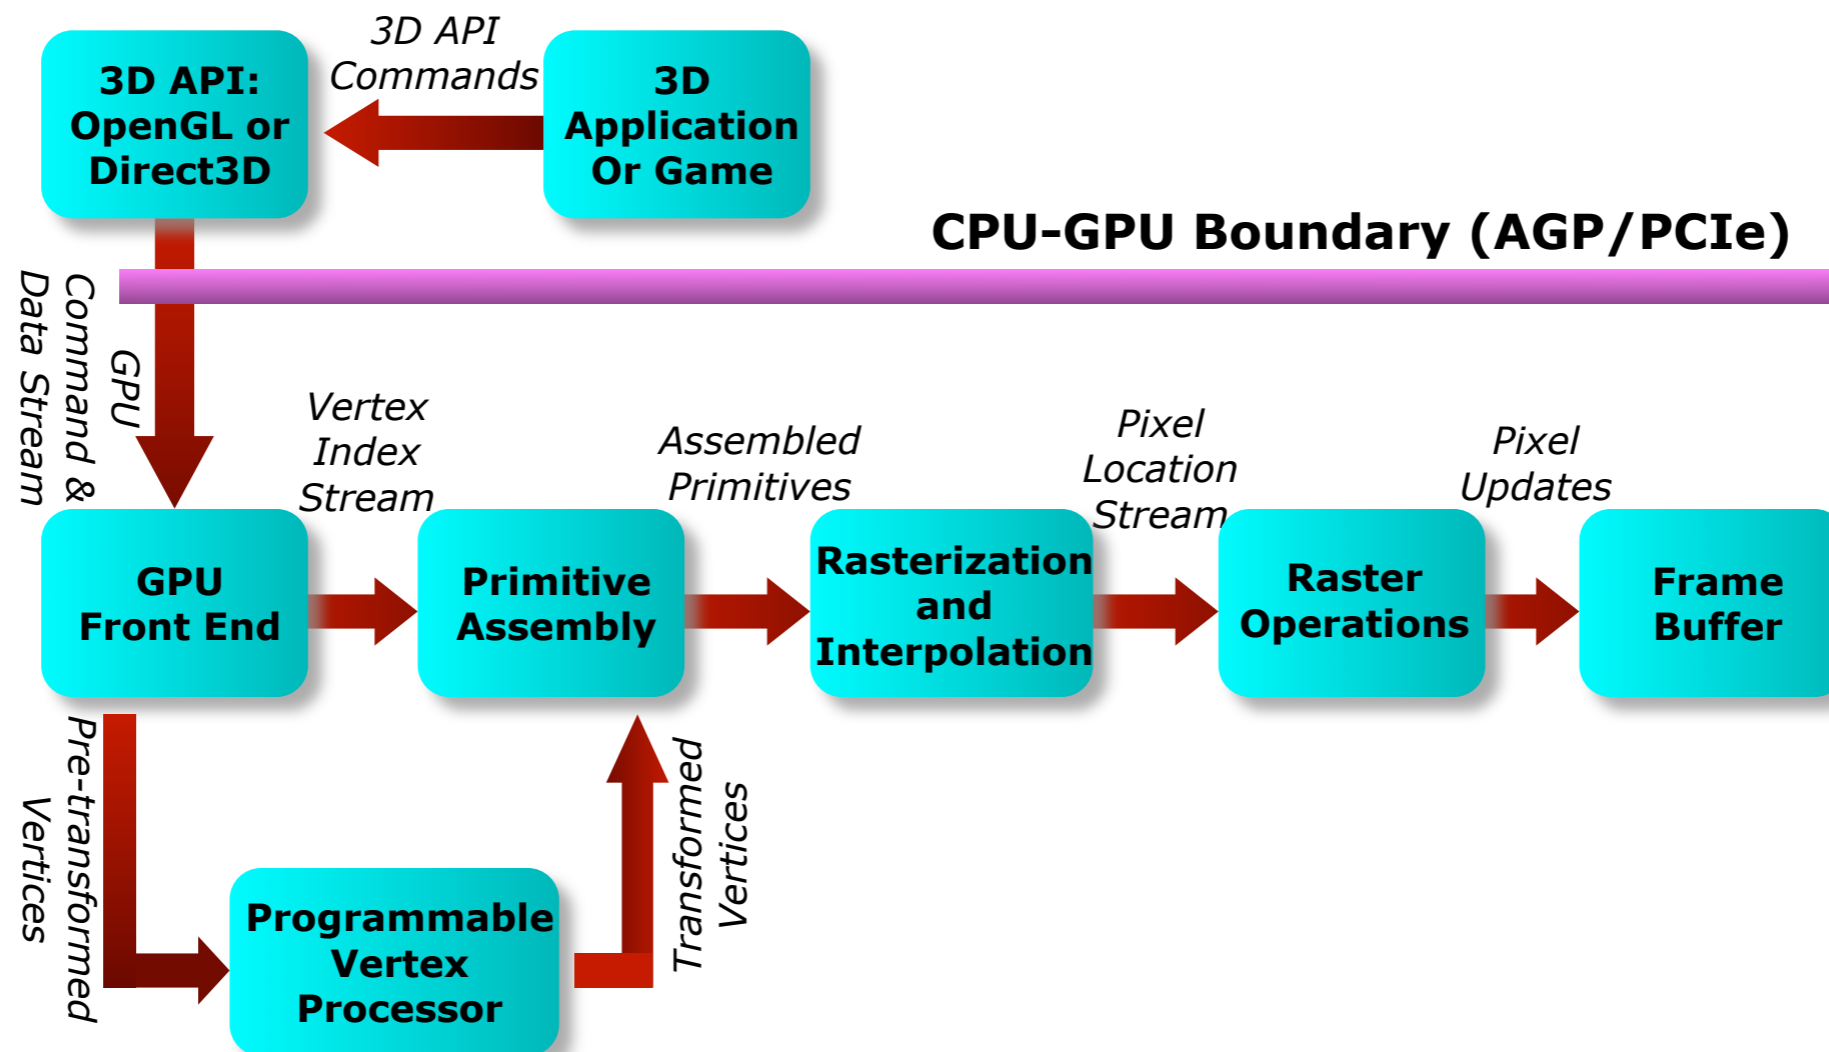 3D API
Commands
3D API:
OpenGL or
Direct3D
3D
Application
Or Game
CPU-GPU Boundary (AGP/PCIe)
GPU
Command &
Data Stream
Vertex
Index
Stream
Assembled
Primitives
Pixel
Location
Stream
Pixel
Updates
GPU
Front End
Primitive
Assembly
Rasterization
and
Interpolation
Raster
Operations
Frame
Buffer
Pre-transformed
Vertices
Transformed
Vertices
Programmable
Vertex
Processor